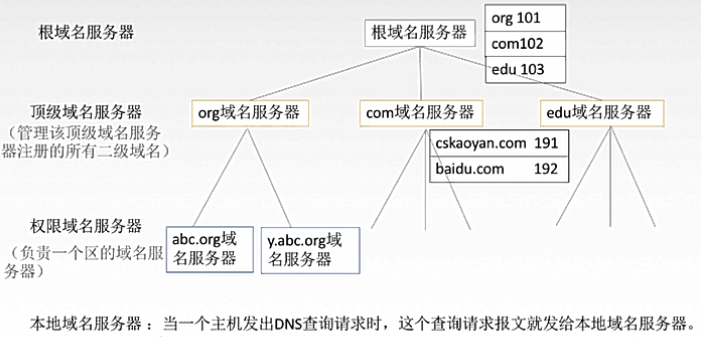 根域名服务器
根域名服务器
org 101
com102
edu 103
顶级域名服务器
（管理该顶级域名服务
器注册的所有二级域名）
org域名服务器
com域名服务器
edu域名服务器
cskaoyan.com 191
baidu.com 192
权限域名服务器
（负责一个区的域名服
务器）
abc.org域
名服务器
y.abc.org域
名服务器
本地域名服务器：当一个主机发出DNS查询请求时，这个查询请求报文就发给本地域名服务器。